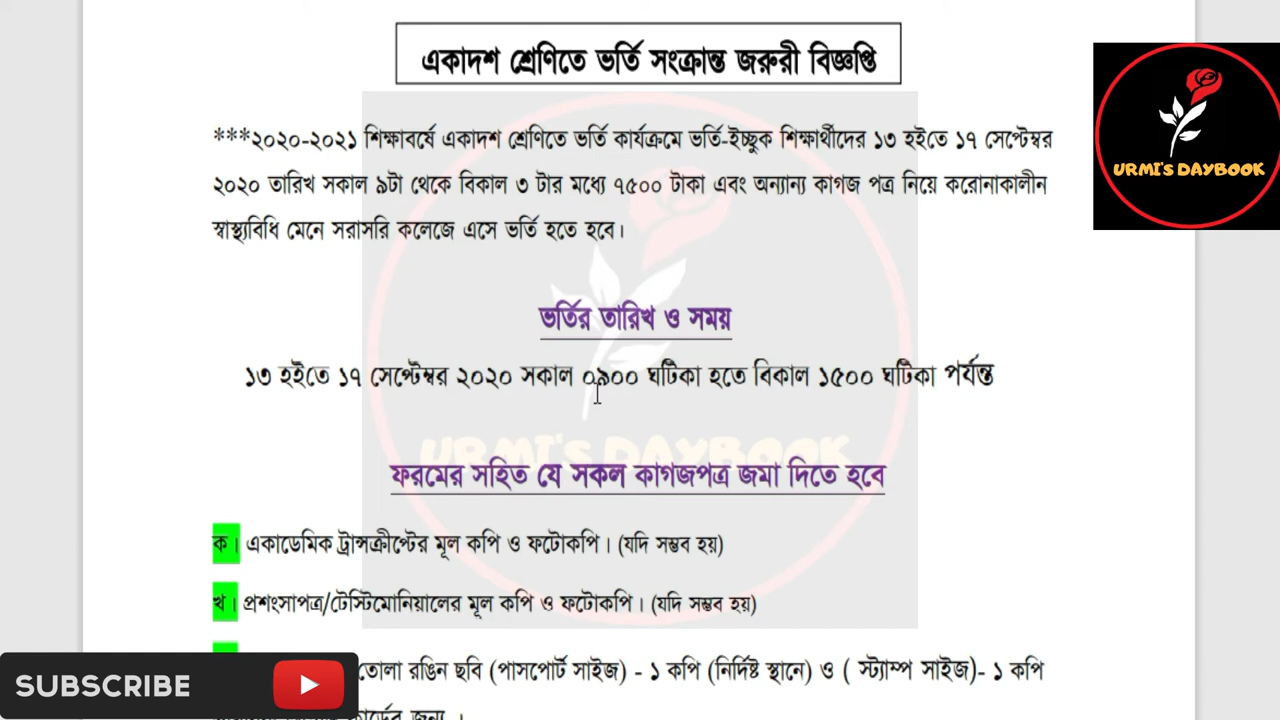 একাদশ শ্রেণিতে ভর্তি সংক্রান্ত জরুরী বিজ্ঞপ্তি
***২০২০-২০২১ শিক্ষাবর্ষে একাদশ শ্রেণিতে ভর্তি কার্যক্রমে ভর্তি-ইচ্ছুক শিক্ষার্থীদের ১৩ হইতে ১৭ সেপ্টেম্বর
২০২০ তারিখ সকাল ৯টা থেকে বিকাল ৩ টার মধ্যে ৭৫০০ টাকা এবং অন্যান্য কাগজ পত্র নিয়ে করোনাকালীন
স্বাস্থ্যবিধি মেনে সরাসরি কলেজে এসে ভর্তি হতে হবে।
URMI'S DAYBOOK
ভর্তির তারিখ ও সময়
১৩ হইতে ১৭ সেপ্টেম্বর ২০২০ সকাল ০৯০০ ঘটিকা হতে বিকাল ১৫০০ ঘটিকা পর্যন্ত
URMI'S DAYBOOK
ফরমের সহিত যে সকল কাগজপত্র জমা দিতে হবে
ক। একাডেমিক ট্রান্সক্রীপ্টের মূল কপি ও ফটোকপি। (যদি সম্ভব হয়)
খ। প্রশংসাপত্র/টেস্টিমোনিয়ালের মূল কপি ও ফটোকপি। (যদি সম্ভব হয়)
তোলা রঙিন ছবি (পাসপোর্ট সাইজ) - ১ কপি (নির্দিষ্ট স্থানে) ও ( স্ট্যাম্প সাইজ)- ১ কপি
জন্য ।
SUBSCRIBE